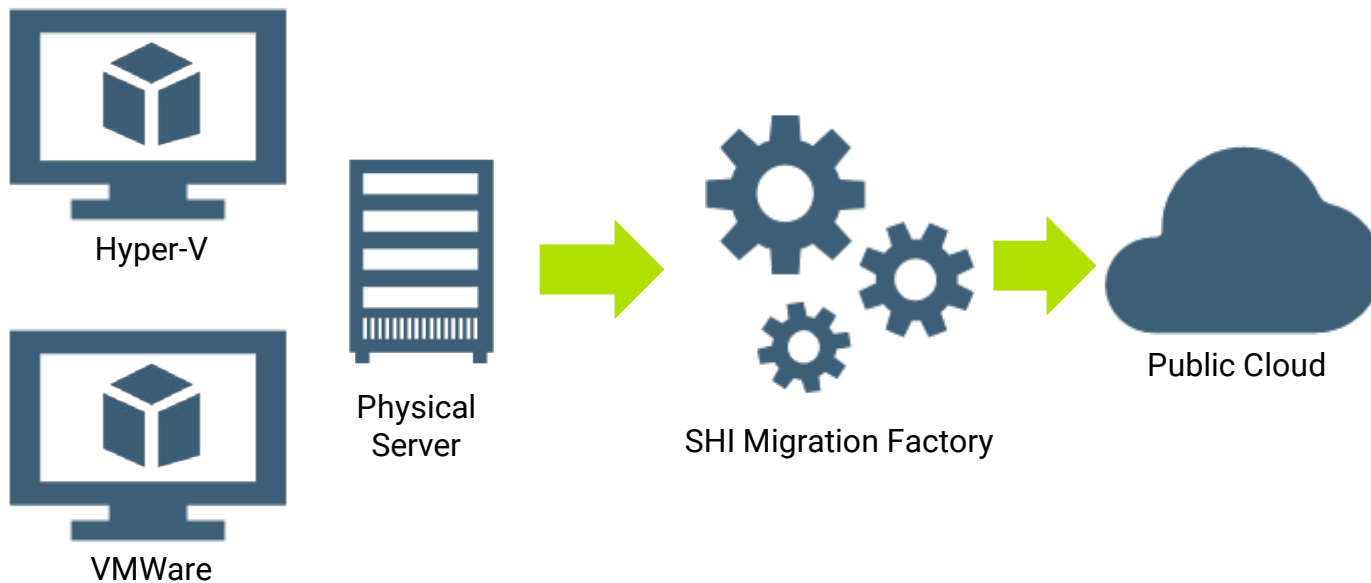 Hyper-V
VMWare
Physical
Server
SHI Migration Factory
Public Cloud